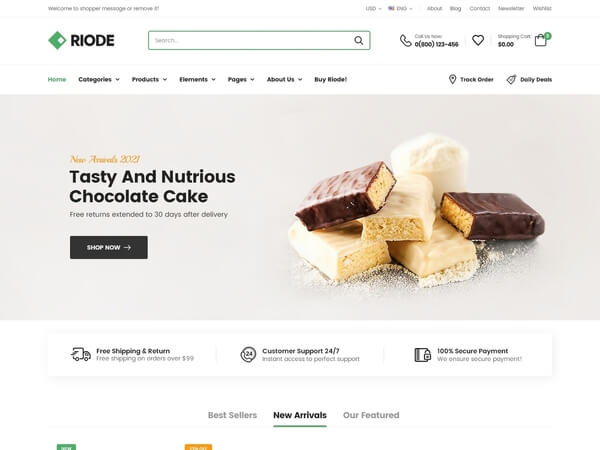 Welcome to shopper message or remove it!
USD
ENG
About
Blog
Contact
Newsletter
Wishlist
RIODE
Search...
Call Us Now:
0(800) 123-456
Shopping Cart:
$0.00
Home
Categories
Products
Elements
Pages
About Us
Buy Riode!
Track Order
Daily Deals
New Arrivals 2021
Tasty And Nutrious
Chocolate Cake
Free returns extended to 30 days after delivery
SHOP NOW
Free Shipping & Return
Free shipping on orders over $99
24
Customer Support 24/7
Instant access to perfect support
100% Secure Payment
We ensure secure payment!
Best Sellers
New Arrivals
Our Featured
NEW